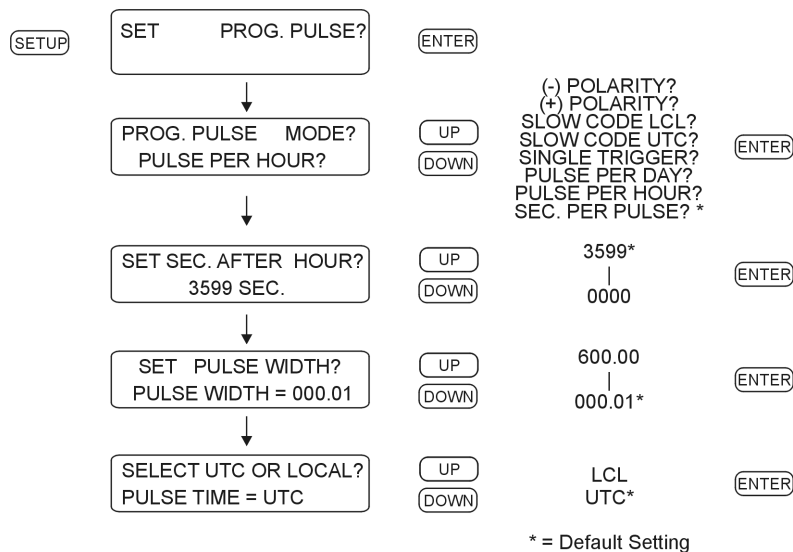 SETUP
SET PROG. PULSE?
ENTER
PROG. PULSE MODE?
PULSE PER HOUR?
UP
DOWN
(-) POLARITY?
(+) POLARITY?
SLOW CODE LCL?
SLOW CODE UTC?
SINGLE TRIGGER?
PULSE PER DAY?
PULSE PER HOUR?
SEC. PER PULSE? *
ENTER
SET SEC. AFTER HOUR?
3599 SEC.
UP
DOWN
3599*
|
0000
ENTER
SET PULSE WIDTH?
PULSE WIDTH = 000.01
UP
DOWN
600.00
|
000.01*
ENTER
SELECT UTC OR LOCAL?
PULSE TIME = UTC
UP
DOWN
LCL
UTC*
ENTER
* = Default Setting